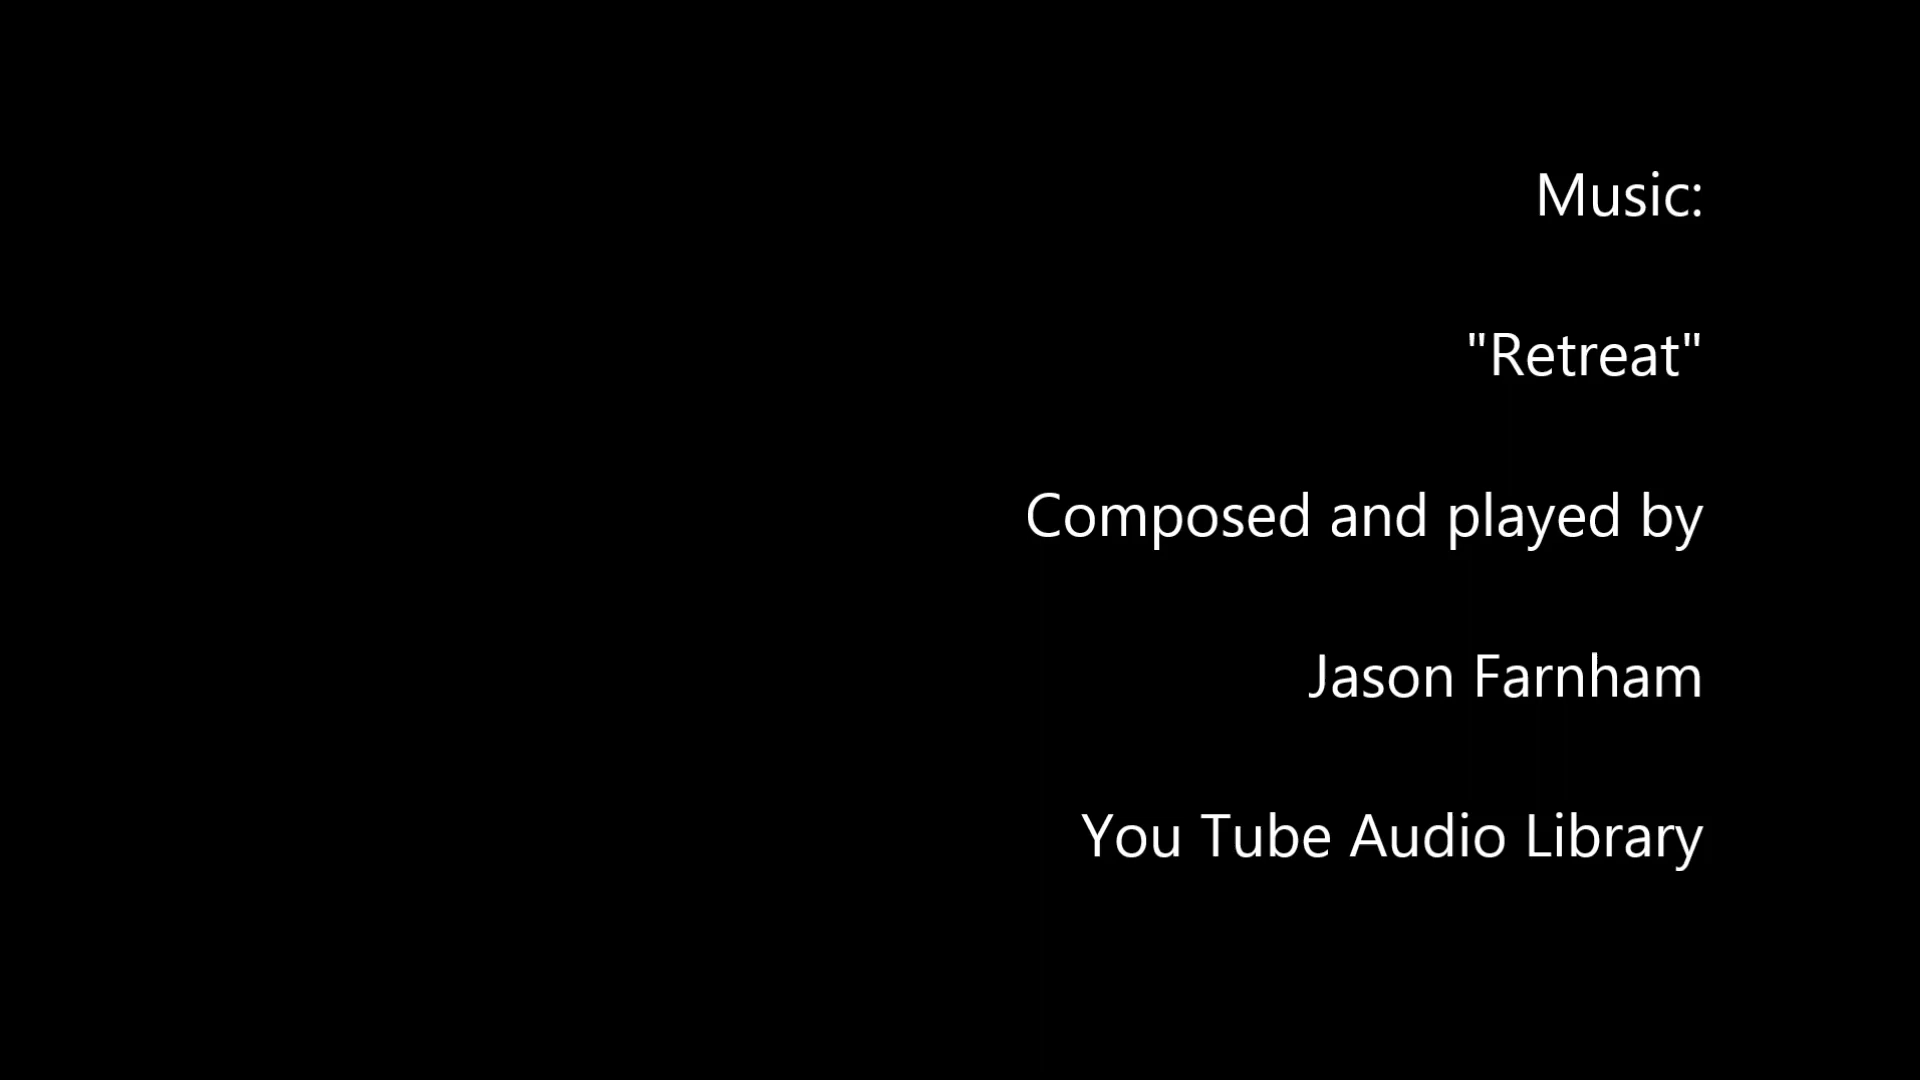 Music:
"Retreat"
Composed and played by
Jason Farnham
You Tube Audio Library